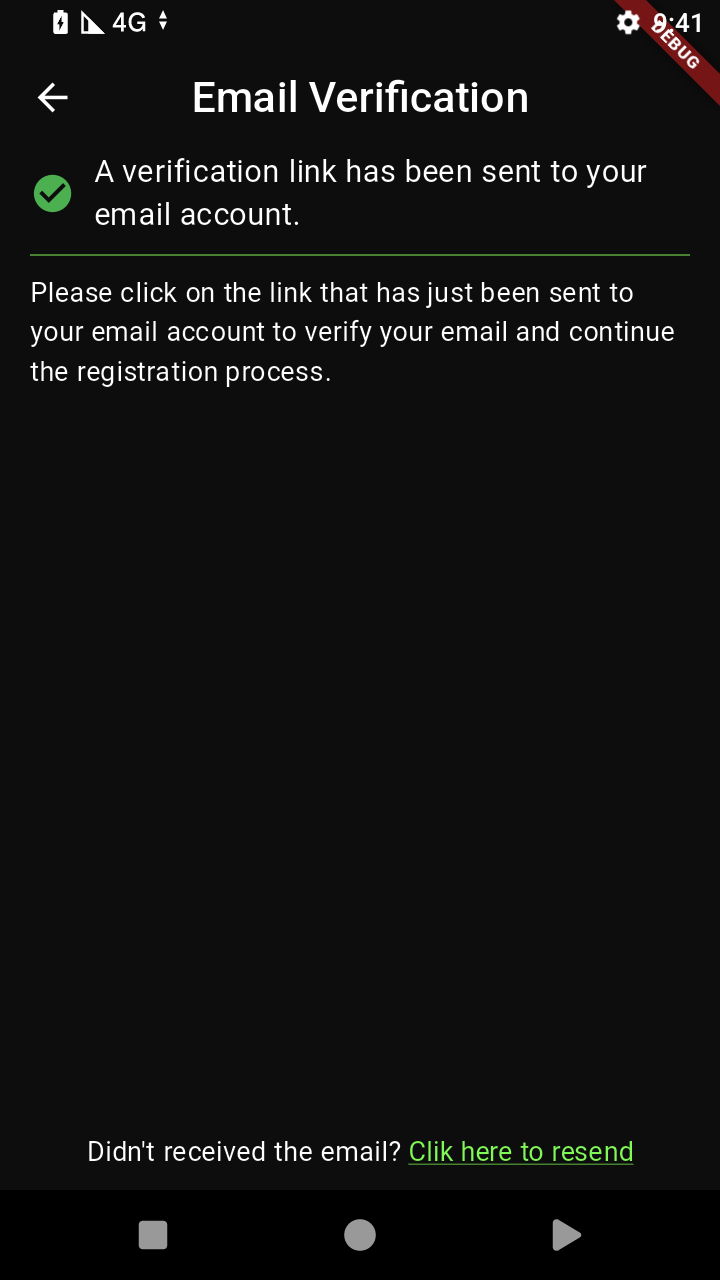 4G 9:41
DEBUG
Email Verification
A verification link has been sent to your
email account.
Please click on the link that has just been sent to
your email account to verify your email and continue
the registration process.
Didn't received the email? Clik here to resend